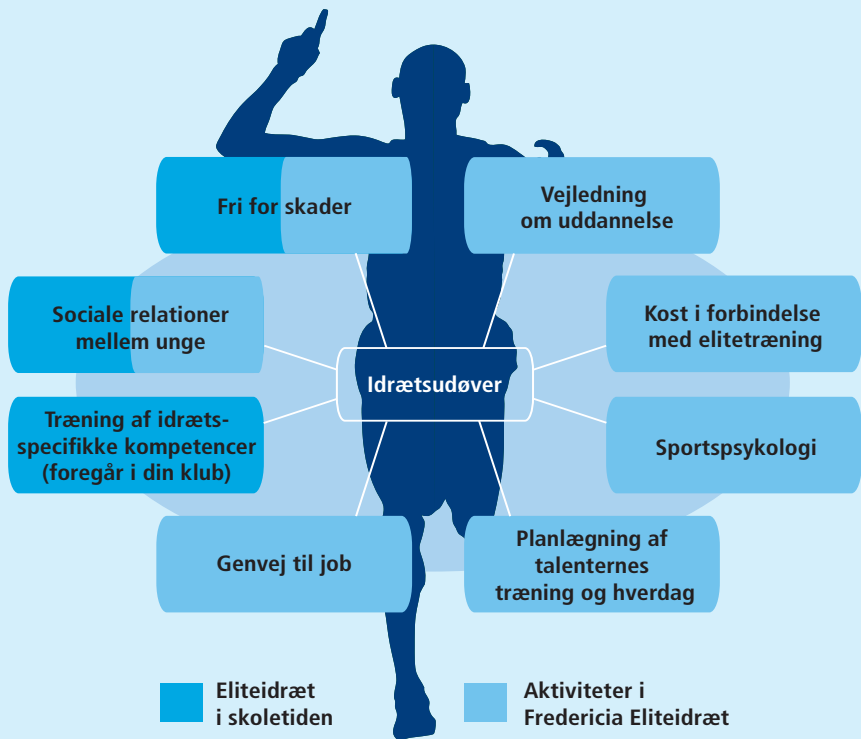 Fri for skader
Vejledning
om uddannelse
Sociale relationer
mellem unge
Kost i forbindelse
med elitetræning
Idrætsudøver
Træning af idræts-
specifikke kompetencer
(foregår i din klub)
Sportspsykologi
Genvej til job
Planlægning af
talenternes
træning og hverdag
Eliteidræt
i skoletiden
Aktiviteter i
Fredericia Eliteidræt